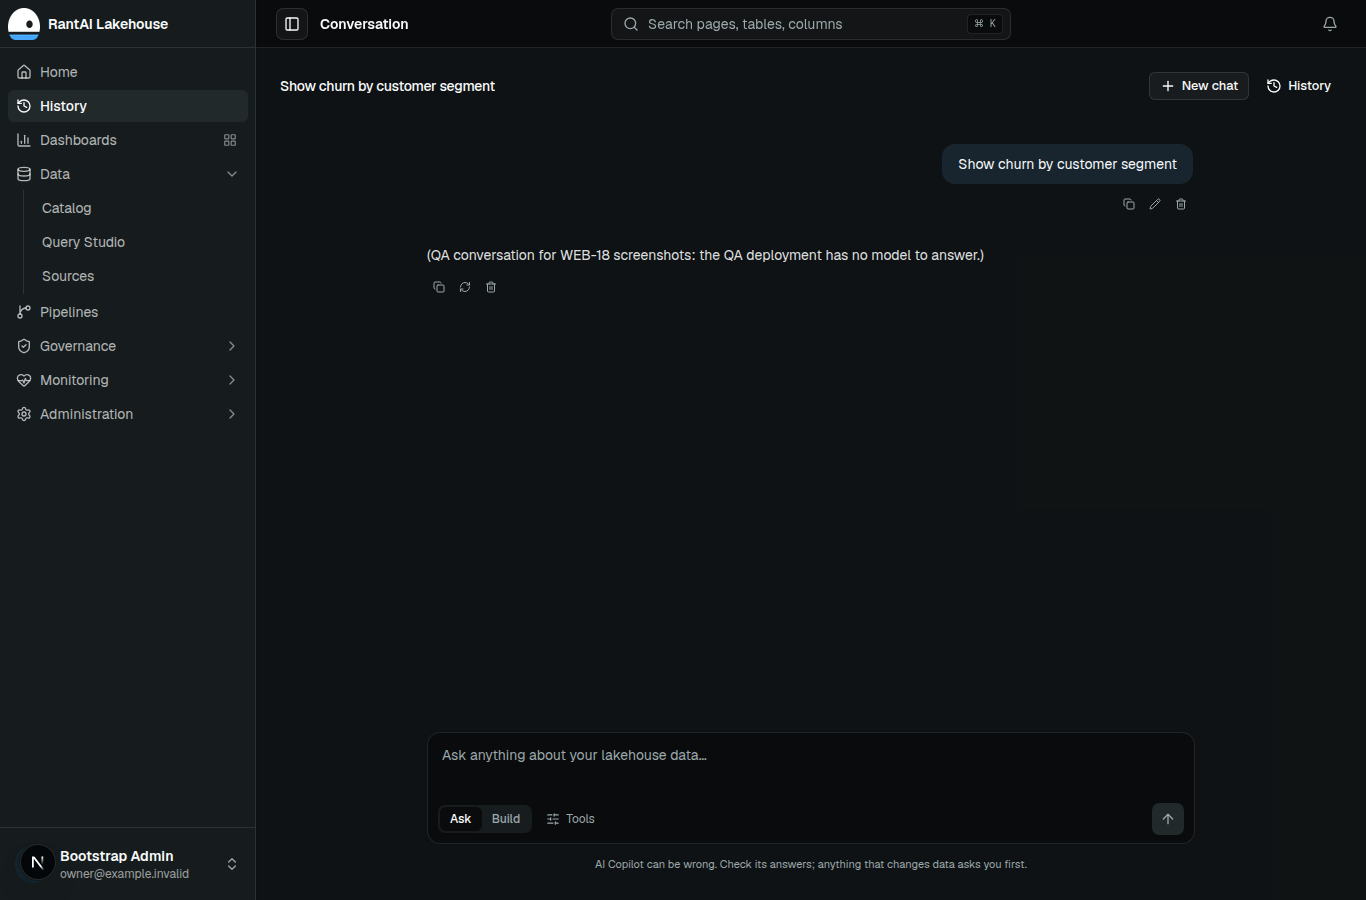 RantAI Lakehouse
Conversation
Search pages, tables, columns
⌘ K
Home
History
Dashboards
Data
Catalog
Query Studio
Sources
Pipelines
Governance
Monitoring
Administration
Show churn by customer segment
New chat
History
Show churn by customer segment
(QA conversation for WEB-18 screenshots: the QA deployment has no model to answer.)
Ask anything about your lakehouse data…
Ask
Build
Tools
AI Copilot can be wrong. Check its answers; anything that changes data asks you first.
N
Bootstrap Admin
owner@example.invalid